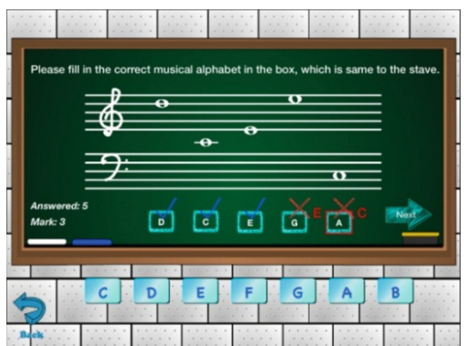 Please fill in the correct musical alphabet in the box, which is same to the stave.
Answered: 5
Mark: 3
D C E G E A C
Next
C D E F G A B
Back